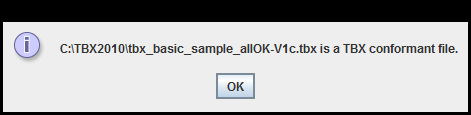 C:\TBX2010\tbx_basic_sample_allOK-V1c.tbx is a TBX conformant file.
OK